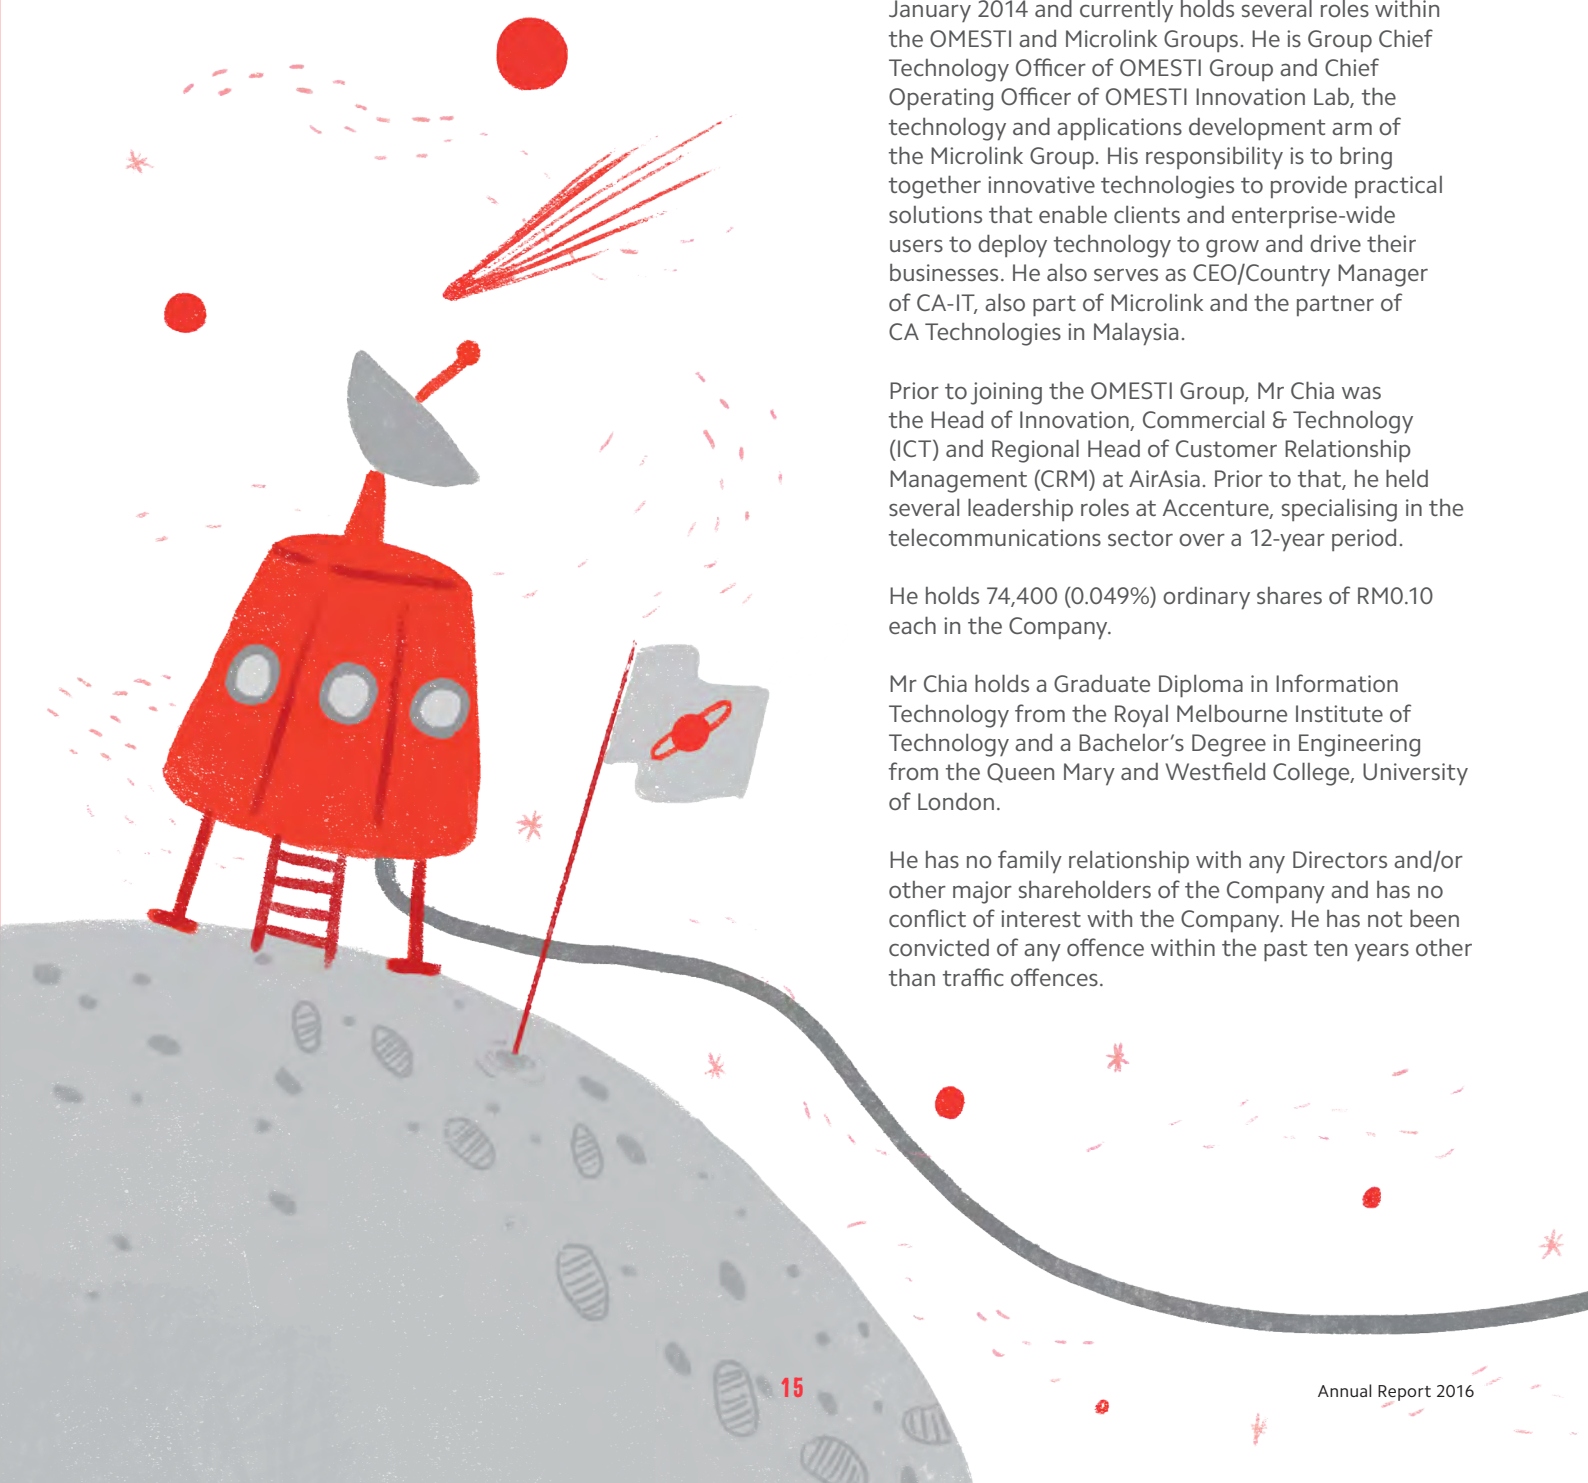 January 2014 and currently holds several roles within
the OMESTI and Microlink Groups. He is Group Chief
Technology Officer of OMESTI Group and Chief
Operating Officer of OMESTI Innovation Lab, the
technology and applications development arm of
the Microlink Group. His responsibility is to bring
together innovative technologies to provide practical
solutions that enable clients and enterprise-wide
users to deploy technology to grow and drive their
businesses. He also serves as CEO/Country Manager
of CA-IT, also part of Microlink and the partner of
CA Technologies in Malaysia.
Prior to joining the OMESTI Group, Mr Chia was
the Head of Innovation, Commercial & Technology
(ICT) and Regional Head of Customer Relationship
Management (CRM) at AirAsia. Prior to that, he held
several leadership roles at Accenture, specialising in the
telecommunications sector over a 12-year period.
He holds 74,400 (0.049%) ordinary shares of RM0.10
each in the Company.
Mr Chia holds a Graduate Diploma in Information
Technology from the Royal Melbourne Institute of
Technology and a Bachelor's Degree in Engineering
from the Queen Mary and Westfield College, University
of London.
He has no family relationship with any Directors and/or
other major shareholders of the Company and has no
conflict of interest with the Company. He has not been
convicted of any offence within the past ten years other
than traffic offences.
15
Annual Report 2016